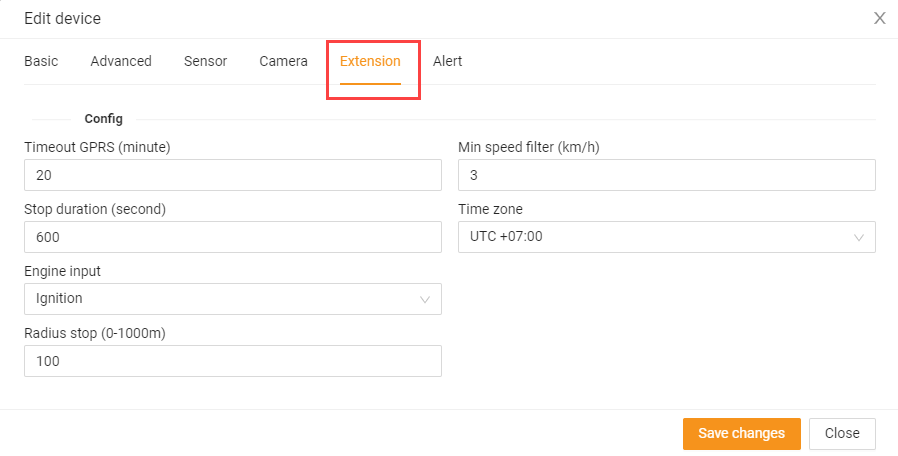 Edit device
Basic Advanced Sensor Camera Extension Alert
Config
Timeout GPRS (minute) Min speed filter (km/h)
20 3
Stop duration (second) Time zone
600 UTC +07:00
Engine input
Ignition
Radius stop (0-1000m)
100
Save changes Close